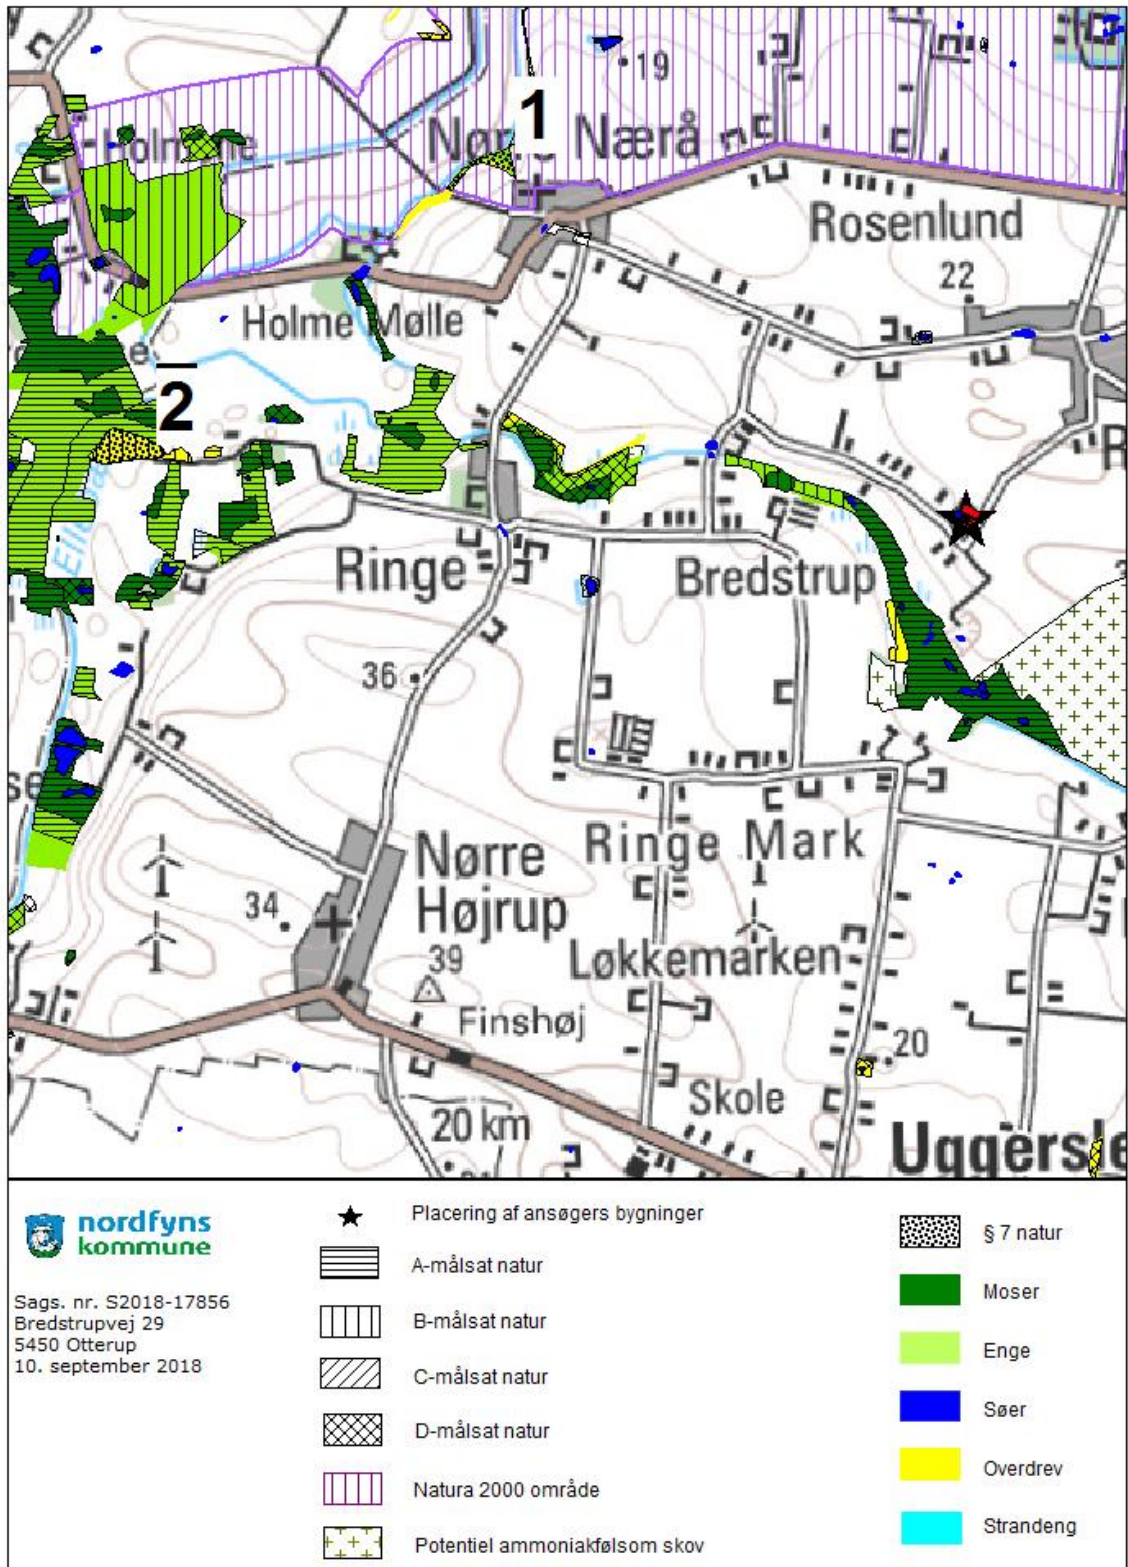 19
1
Nørre Nærå
Holmene
Rosenlund
22
Holme Mølle
2
Ringe
Bredstrup
36
Ringe Mark
Nørre
Højrup
34
Løkkemarken
39
Finshøj
20
Skole
20 km
Uggersle
nordfyns
kommune
Sags. nr. S2018-17856
Bredstrupvej 29
5450 Otterup
10. september 2018
Placering af ansøgers bygninger
A-målsat natur
B-målsat natur
C-målsat natur
D-målsat natur
Natura 2000 område
Potentiel ammoniakfølsom skov
§ 7 natur
Moser
Enge
Søer
Overdrev
Strandeng